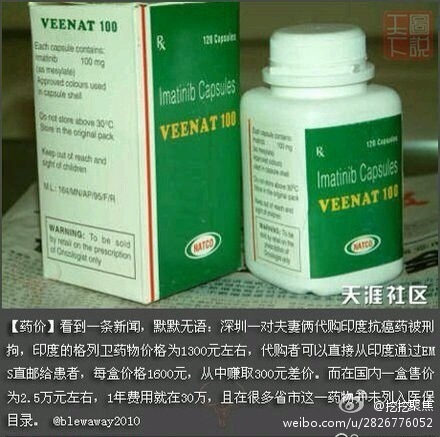 VEENAT 100
Each capsule contains:
Imatinib 100 mg
(as mesylate)
Approved colours used
in capsule shell
Do not store above 30°C
Store in the original pack
Keep out of reach and
sight of children
M.L.: 164/MN/AP/95/F/R
WARNING: To be sold
by retail on the prescription
of Oncologist only
Rx
120 Capsules
Imatinib Capsules
VEENAT 100
NATCO
Rx
120 Capsules
Imatinib Capsules
VEENAT 100
NATCO
天涯社区
【药价】看到一条新闻，默默无语：深圳一对夫妻俩代购印度抗癌药被刑
拘，印度的格列卫药物价格为1300元左右，代购者可以直接从印度通过EM
S直邮给患者，每盒价格1600元，从中赚取300元差价。而在国内一盒售价
为2.5万元左右，1年费用就在30万，且在很多省市这一药物却未列入医保
目录。 @blewaway2010
weibo.com/u/2826776052